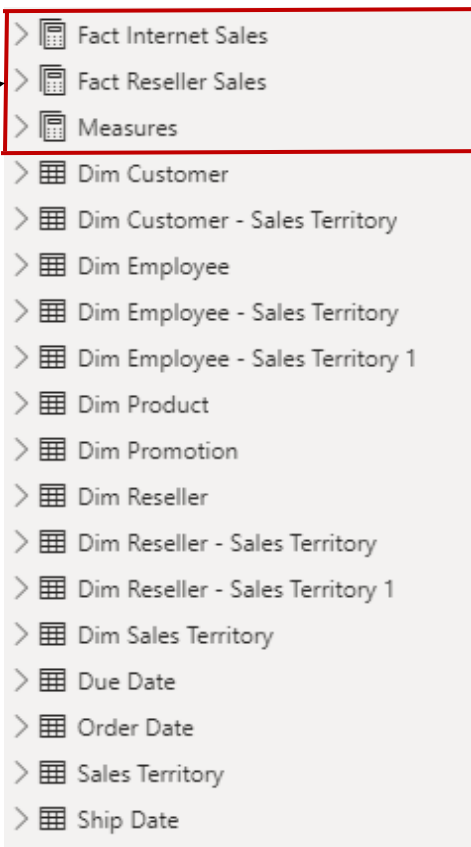 Fact Internet Sales
Fact Reseller Sales
Measures
Dim Customer
Dim Customer - Sales Territory
Dim Employee
Dim Employee - Sales Territory
Dim Employee - Sales Territory 1
Dim Product
Dim Promotion
Dim Reseller
Dim Reseller - Sales Territory
Dim Reseller - Sales Territory 1
Dim Sales Territory
Due Date
Order Date
Sales Territory
Ship Date